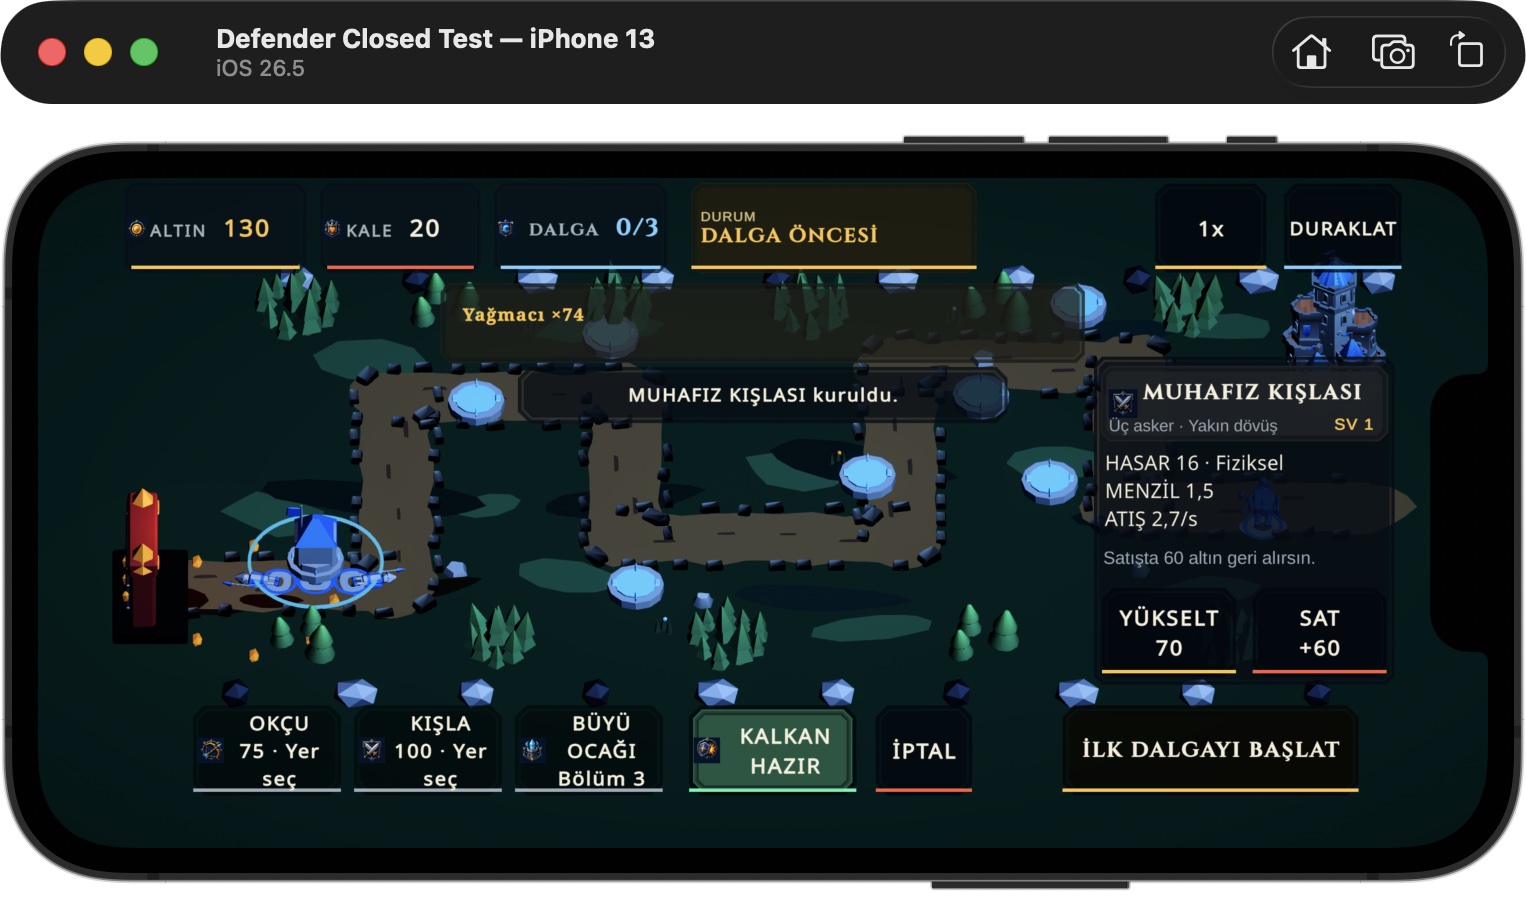 Defender Closed Test — iPhone 13
iOS 26.5
ALTIN 130
KALE 20
DALGA 0/3
DURUM
DALGA ÖNCESİ
1x
DURAKLAT
Yağmacı ×74
MUHAFIZ KIŞLASI kuruldu.
MUHAFIZ KIŞLASI
Üç asker · Yakın dövüş SV 1
HASAR 16 · Fiziksel
MENZİL 1,5
ATIŞ 2,7/s
Satışta 60 altın geri alırsın.
YÜKSELT
70
SAT
+60
OKÇU
75 · Yer
seç
KIŞLA
100 · Yer
seç
BÜYÜ
OCAĞI
Bölüm 3
KALKAN
HAZIR
İPTAL
İLK DALGAYI BAŞLAT